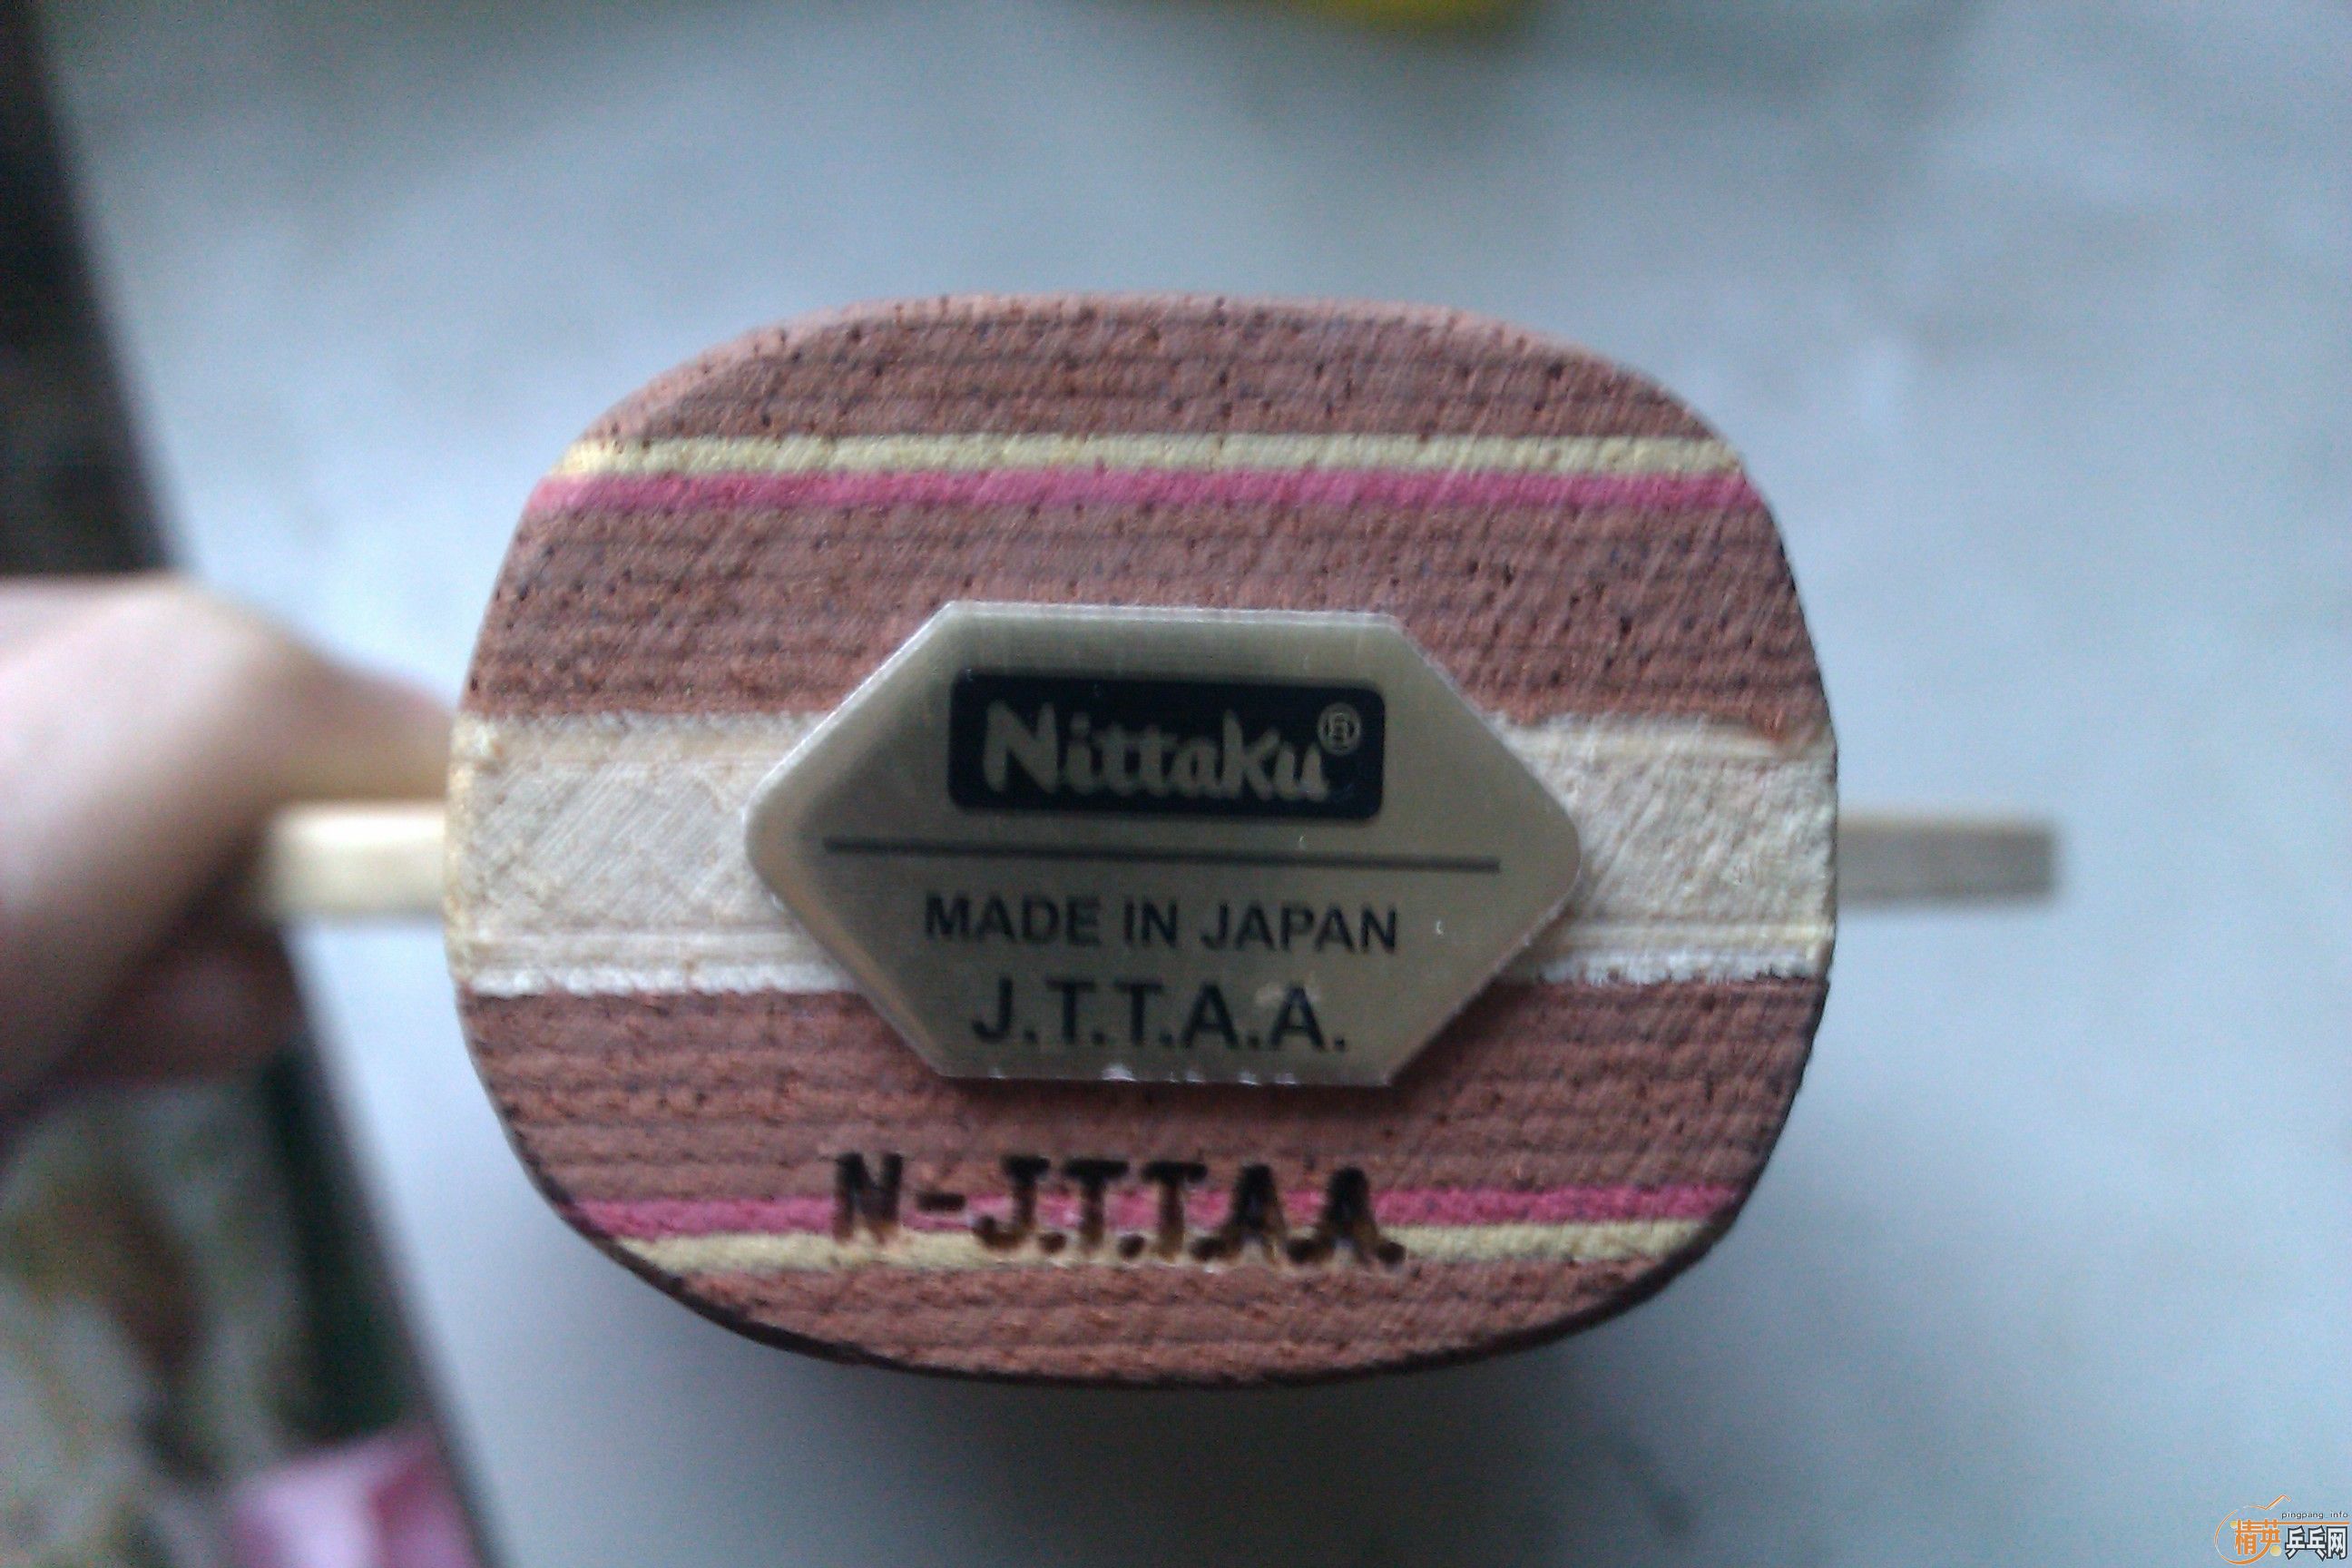 Nittaku®
MADE IN JAPAN
J.T.T.A.A.
N-J.T.T.A.A.
pingpang.info
精英乒乓网